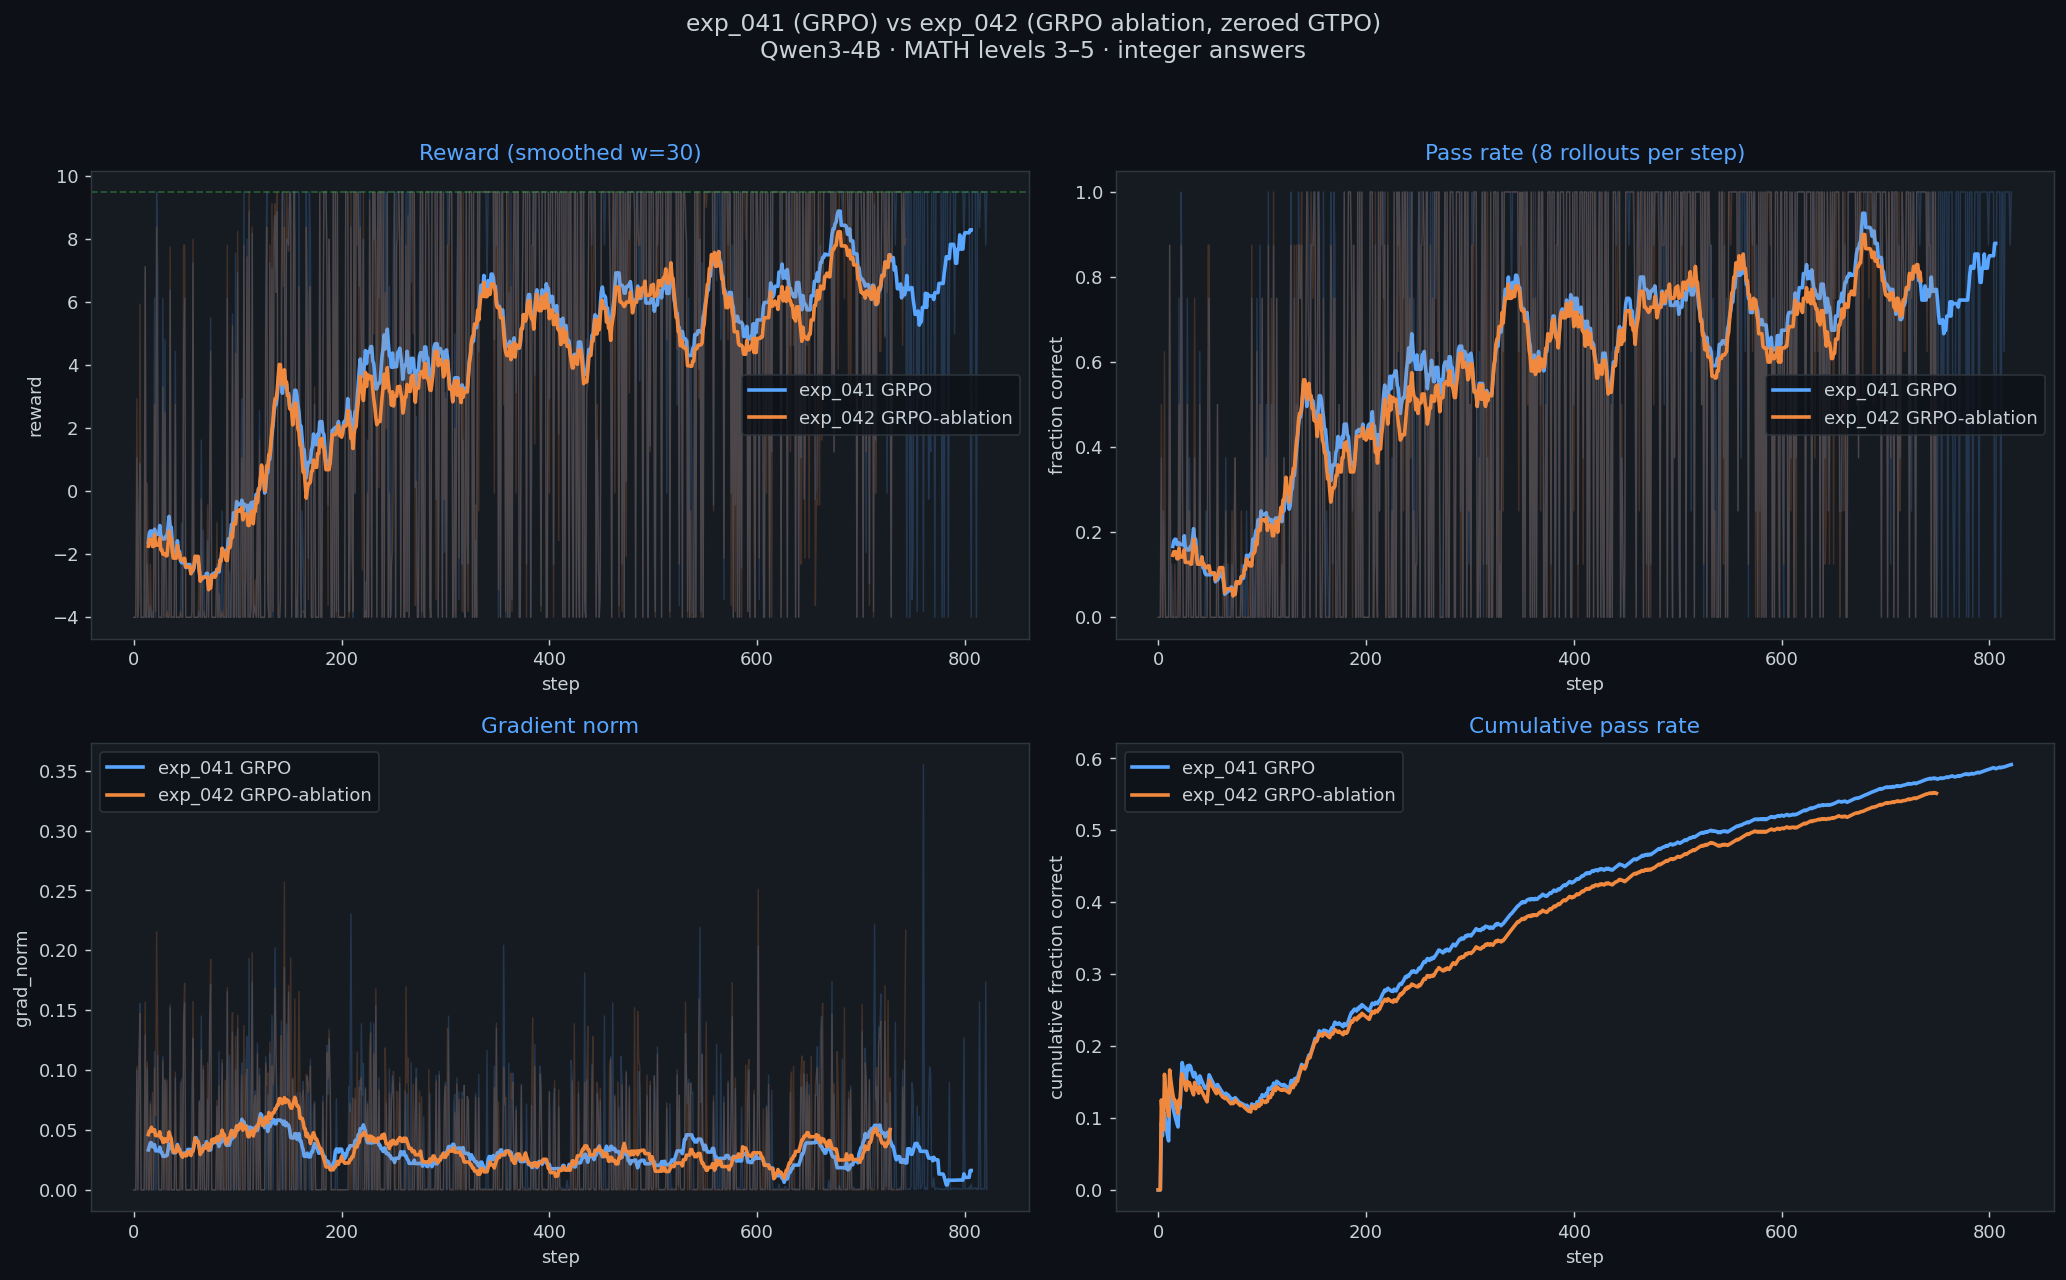 exp_041 (GRPO) vs exp_042 (GRPO ablation, zeroed GTPO)
Qwen3-4B · MATH levels 3–5 · integer answers
Reward (smoothed w=30)
10
8
6
4
2
0
−2
−4
reward
exp_041 GRPO
exp_042 GRPO-ablation
0
200
400
600
800
step
Pass rate (8 rollouts per step)
1.0
0.8
0.6
0.4
0.2
0.0
fraction correct
exp_041 GRPO
exp_042 GRPO-ablation
0
200
400
600
800
step
Gradient norm
0.35
0.30
0.25
0.20
0.15
0.10
0.05
0.00
grad_norm
exp_041 GRPO
exp_042 GRPO-ablation
0
200
400
600
800
step
Cumulative pass rate
0.6
0.5
0.4
0.3
0.2
0.1
0.0
cumulative fraction correct
exp_041 GRPO
exp_042 GRPO-ablation
0
200
400
600
800
step